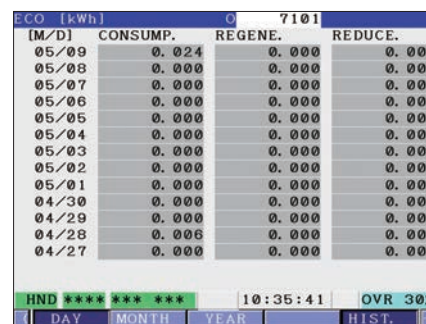 ECO [kWh] O 7101
[M/D] CONSUMP. REGENE. REDUCE.
05/09 0.024 0.000 0.00
05/08 0.000 0.000 0.00
05/07 0.000 0.000 0.00
05/06 0.000 0.000 0.00
05/05 0.000 0.000 0.00
05/04 0.000 0.000 0.00
05/03 0.000 0.000 0.00
05/02 0.000 0.000 0.00
05/01 0.000 0.000 0.00
04/30 0.000 0.000 0.00
04/29 0.000 0.000 0.00
04/28 0.006 0.000 0.00
04/27 0.000 0.000 0.00
HND **** *** *** 10:35:41 OVR 30
( DAY MONTH YEAR HIST.